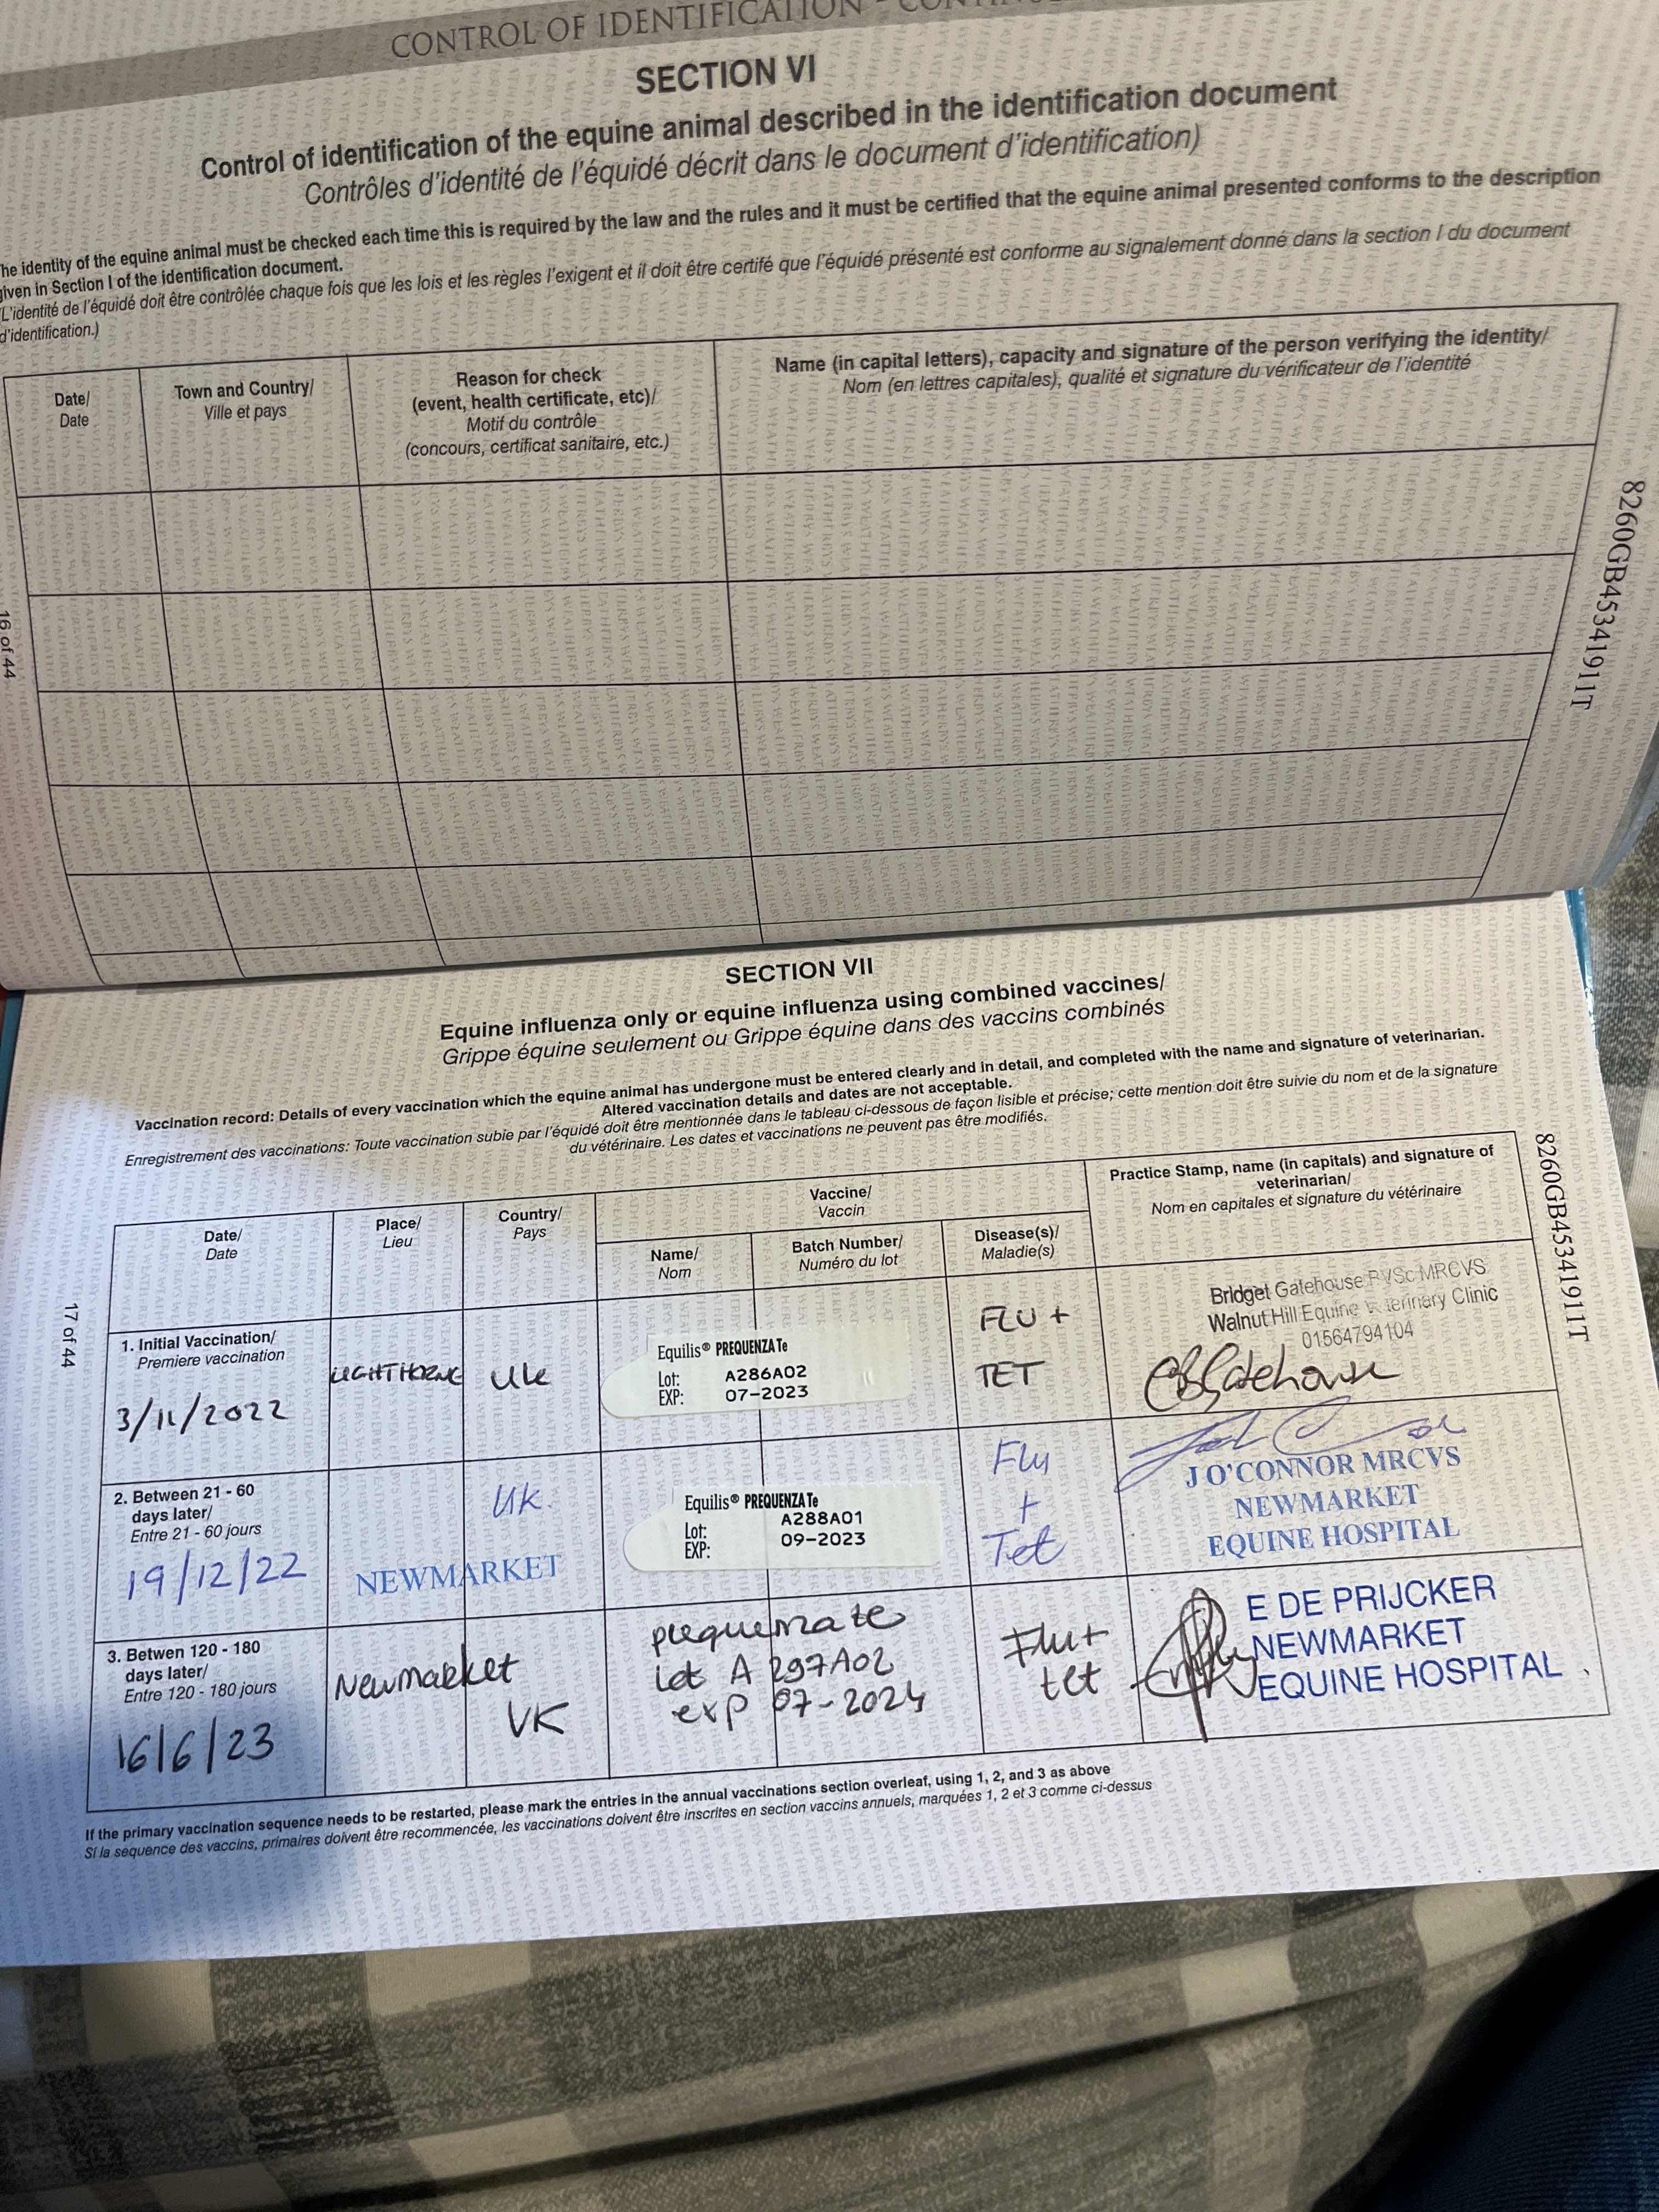 CONTROL OF IDENTIFICATION -
SECTION VI
Control of identification of the equine animal described in the identification document
Contrôles d'identité de l'équidé décrit dans le document d'identification)
he identity of the equine animal must be checked each time this is required by the law and the rules and it must be certified that the equine animal presented conforms to the description
given in Section I of the identification document.
(L'identité de l'équidé doit être contrôlée chaque fois que les lois et les règles l'exigent et il doit être certifé que l'équidé présenté est conforme au signalement donné dans la section I du document
d'identification.)
Date/
Date
Town and Country/
Ville et pays
Reason for check
(event, health certificate, etc)/
Motif du contrôle
(concours, certificat sanitaire, etc.)
Name (in capital letters), capacity and signature of the person verifying the identity/
Nom (en lettres capitales), qualité et signature du vérificateur de l'identité
8260GB45341911T
16 of 44
SECTION VII
Equine influenza only or equine influenza using combined vaccines/
Grippe équine seulement ou Grippe équine dans des vaccins combinés
Vaccination record: Details of every vaccination which the equine animal has undergone must be entered clearly and in detail, and completed with the name and signature of veterinarian.
Altered vaccination details and dates are not acceptable.
Enregistrement des vaccinations: Toute vaccination subie par l'équidé doit être mentionnée dans le tableau ci-dessous de façon lisible et précise; cette mention doit être suivie du nom et de la signature
du vétérinaire. Les dates et vaccinations ne peuvent pas être modifiés.
Date/
Date
Place/
Lieu
Country/
Pays
Vaccine/
Vaccin
Name/
Nom
Batch Number/
Numéro du lot
Disease(s)/
Maladie(s)
Practice Stamp, name (in capitals) and signature of
veterinarian/
Nom en capitales et signature du vétérinaire
8260GB45341911T
17 of 44
1. Initial Vaccination/
Premiere vaccination
3/11/2022
LIGHTHORNE
Uk
Equilis® PREQUENZA Te
Lot: A286A02
EXP: 07-2023
FLU +
TET
Bridget Gatehouse BVSc MRCVS
Walnut Hill Equine Veterinary Clinic
01564794104
2. Between 21 - 60
days later/
Entre 21 - 60 jours
19/12/22
NEWMARKET
UK.
Equilis® PREQUENZA Te
Lot: A288A01
EXP: 09-2023
Flu
+
Tet
J O'CONNOR MRCVS
NEWMARKET
EQUINE HOSPITAL
3. Betwen 120 - 180
days later/
Entre 120 - 180 jours
16/6/23
Newmarket
UK
prequenzate
lot A297A02
exp 07-2024
Flu+
tet
E DE PRIJCKER
NEWMARKET
EQUINE HOSPITAL
If the primary vaccination sequence needs to be restarted, please mark the entries in the annual vaccinations section overleaf, using 1, 2, and 3 as above
Si la sequence des vaccins, primaires doivent être recommencée, les vaccinations doivent être inscrites en section vaccins annuels, marquées 1, 2 et 3 comme ci-dessus